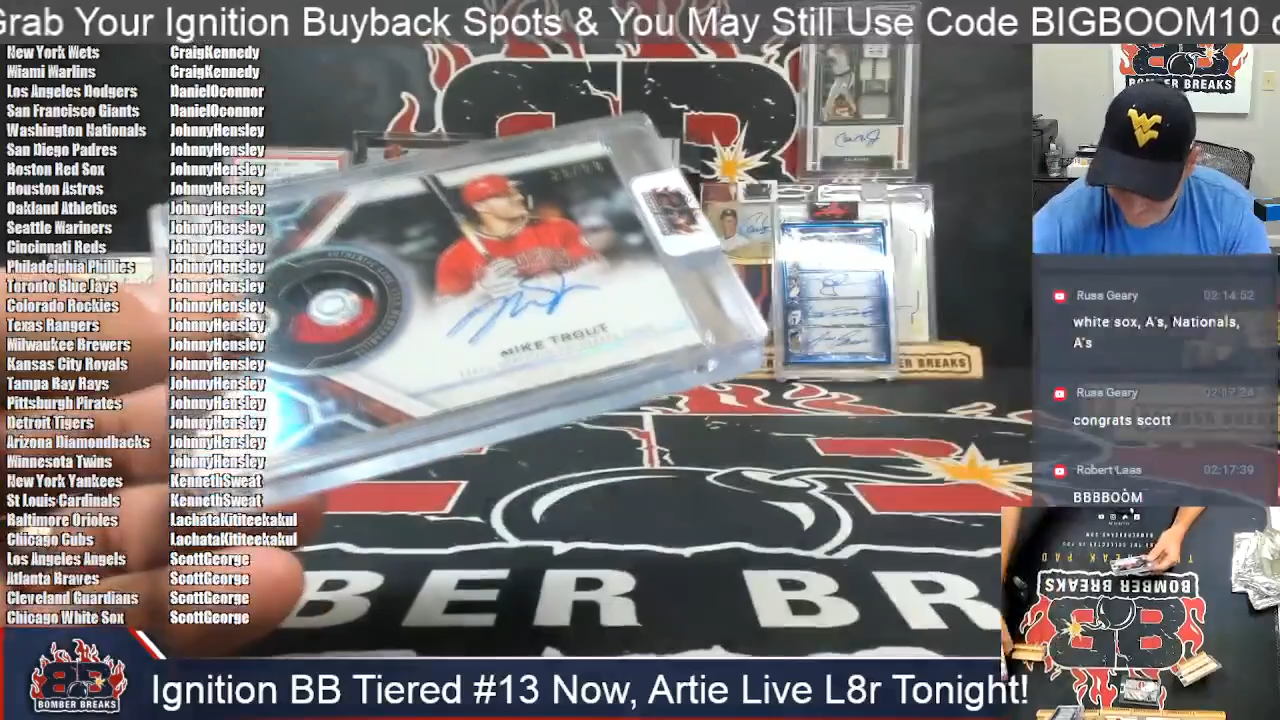 Grab Your Ignition Buyback Spots & You May Still Use Code BIGBOOM10
New York Mets CraigKennedy
Miami Marlins CraigKennedy
Los Angeles Dodgers DanielOconnor
San Francisco Giants DanielOconnor
Washington Nationals JohnnyHensley
San Diego Padres JohnnyHensley
Boston Red Sox JohnnyHensley
Houston Astros JohnnyHensley
Oakland Athletics JohnnyHensley
Seattle Mariners JohnnyHensley
Cincinnati Reds JohnnyHensley
Philadelphia Phillies JohnnyHensley
Toronto Blue Jays JohnnyHensley
Colorado Rockies JohnnyHensley
Texas Rangers JohnnyHensley
Milwaukee Brewers JohnnyHensley
Kansas City Royals JohnnyHensley
Tampa Bay Rays JohnnyHensley
Pittsburgh Pirates JohnnyHensley
Detroit Tigers JohnnyHensley
Arizona Diamondbacks JohnnyHensley
Minnesota Twins JohnnyHensley
New York Yankees KennethSweat
St Louis Cardinals KennethSweat
Baltimore Orioles LachataKititeekakul
Chicago Cubs LachataKititeekakul
Los Angeles Angels ScottGeorge
Atlanta Braves ScottGeorge
Cleveland Guardians ScottGeorge
Chicago White Sox ScottGeorge
MIKE TROUT
BREAKS
BER BR
BOMBER BREAKS
Russ Geary 02:14:52
white sox, A's, Nationals,
A's
Russ Geary 02:17:24
congrats scott
Robert Laas 02:17:39
BBBBOOM
BOMBER BREAKS
BOMBER BREAKS
Ignition BB Tiered #13 Now, Artie Live L8r Tonight!